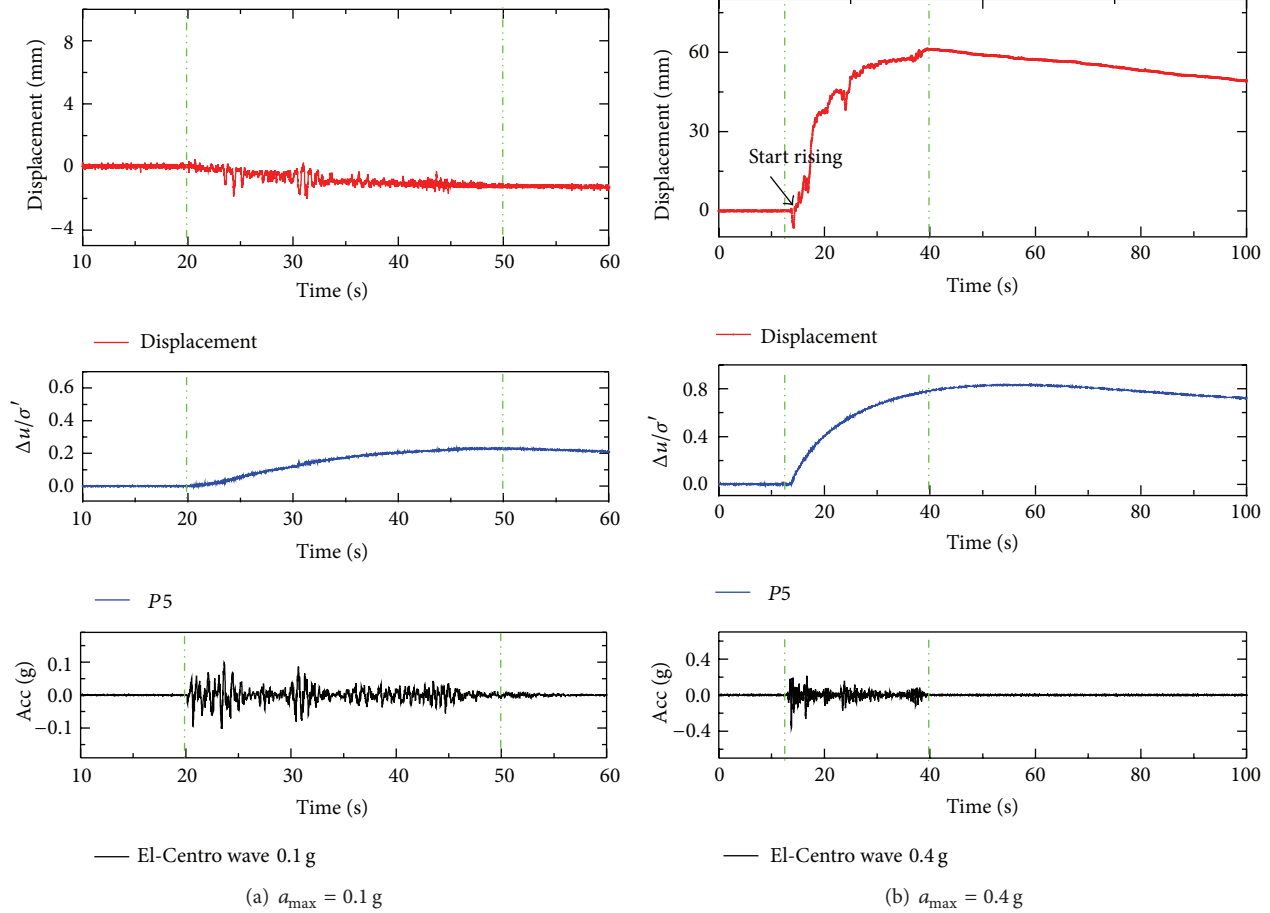 8
4
0
−4
Displacement (mm)
10 20 30 40 50 60
Time (s)
Displacement
0.6
0.4
0.2
0.0
Δu/σ′
10 20 30 40 50 60
Time (s)
P5
0.1
0.0
−0.1
Acc (g)
10 20 30 40 50 60
Time (s)
El-Centro wave 0.1 g
(a) a_max = 0.1 g
60
30
0
Displacement (mm)
Start rising
0 20 40 60 80 100
Time (s)
Displacement
0.8
0.4
0.0
Δu/σ′
0 20 40 60 80 100
Time (s)
P5
0.4
0.0
−0.4
Acc (g)
0 20 40 60 80 100
Time (s)
El-Centro wave 0.4 g
(b) a_max = 0.4 g